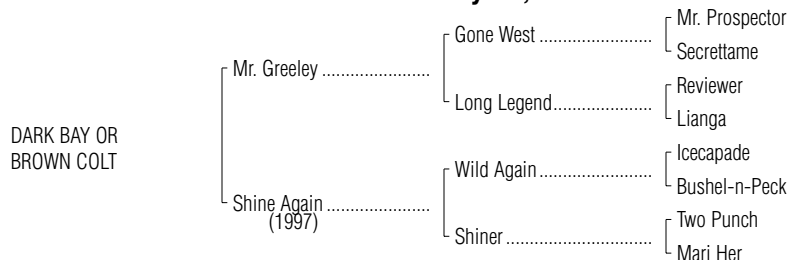 Mr. Prospector
Gone West ........................
Secrettame
Mr. Greeley .......................
Reviewer
Long Legend.....................
Lianga
DARK BAY OR
BROWN COLT
Icecapade
Wild Again........................
Bushel-n-Peck
Shine Again ......................
(1997)
Two Punch
Shiner ................................
Mari Her